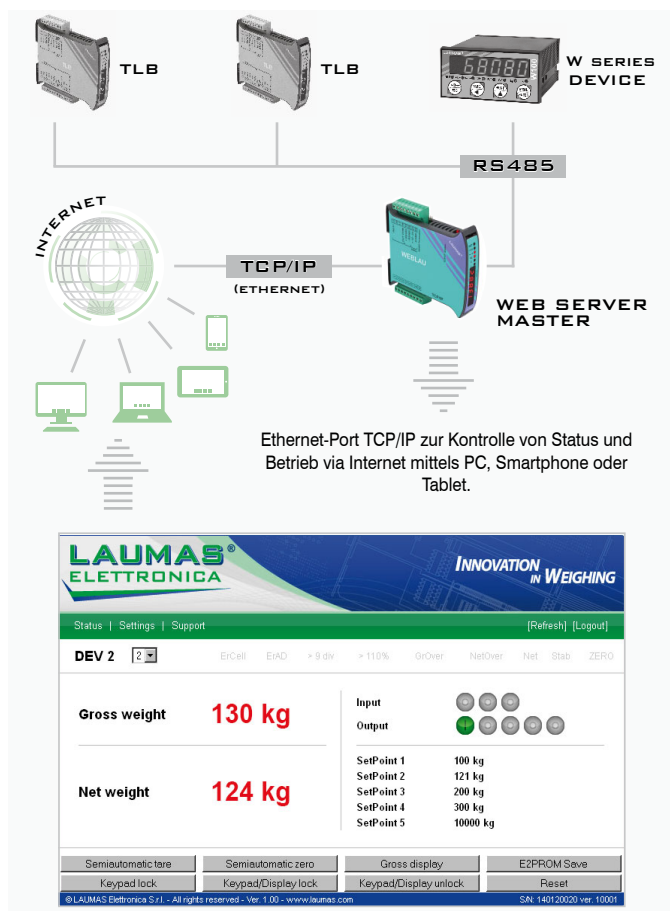 TLB
TLB
W SERIES
DEVICE
68080
W100
RS485
INTERNET
WEBLAU
TCP/IP
(ETHERNET)
WEB SERVER
MASTER
Ethernet-Port TCP/IP zur Kontrolle von Status und
Betrieb via Internet mittels PC, Smartphone oder
Tablet.
LAUMAS®
ELETTRONICA
INNOVATION
IN WEIGHING
Status | Settings | Support
[Refresh] [Logout]
DEV 2 2 ErCell ErAD > 9 div > 110% GrOver NetOver Net Stab ZERO
Gross weight 130 kg
Input
Output
Net weight 124 kg
SetPoint 1 100 kg
SetPoint 2 121 kg
SetPoint 3 200 kg
SetPoint 4 300 kg
SetPoint 5 10000 kg
Semiautomatic tare Semiautomatic zero Gross display E2PROM Save
Keypad lock Keypad/Display lock Keypad/Display unlock Reset
© LAUMAS Elettronica S.r.l. - All rights reserved - Ver. 1.00 - www.laumas.com S/N: 140120020 ver. 10001